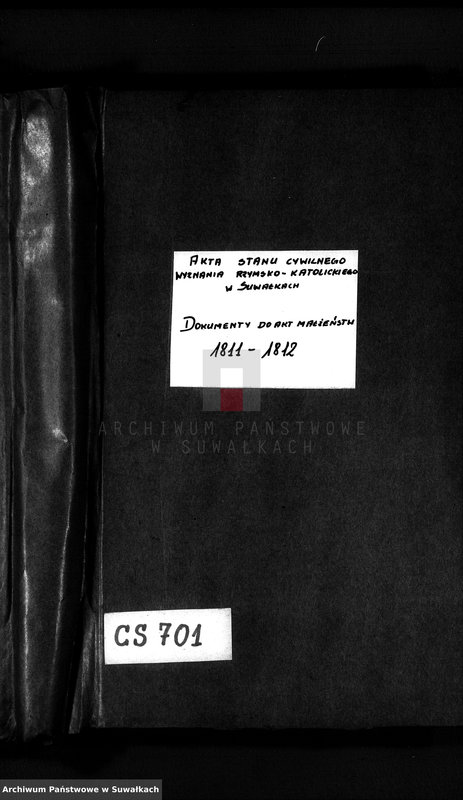 AKTA STANU CYWILNEGO
WYZNANIA RZYMSKO-KATOLICKIEGO
W SUWAŁKACH
DOKUMENTY DO AKT MAŁŻEŃSTW
1811 - 1812
ARCHIWUM PAŃSTWOWE
W SUWAŁKACH
CS 701
Archiwum Państwowe w Suwałkach